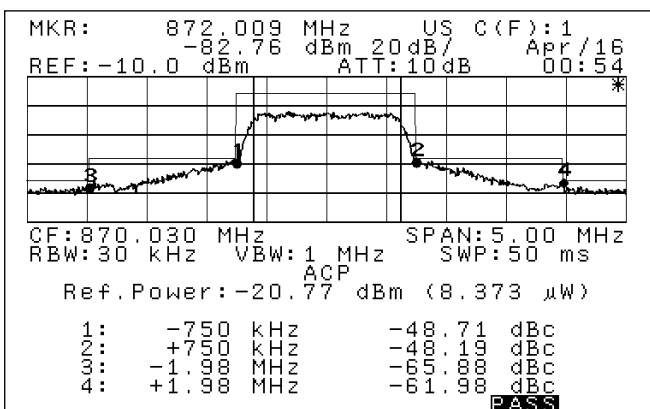 MKR: 872.009 MHz US C(F):1
-82.76 dBm 20dB/ Apr/16
REF:-10.0 dBm ATT:10dB 00:54
*
1
2
3
4
CF:870.030 MHz SPAN:5.00 MHz
RBW:30 kHz VBW:1 MHz SWP:50 ms
ACP
Ref.Power:-20.77 dBm (8.373 µW)
1: -750 kHz -48.71 dBc
2: +750 kHz -48.19 dBc
3: -1.98 MHz -65.88 dBc
4: +1.98 MHz -61.98 dBc
PASS